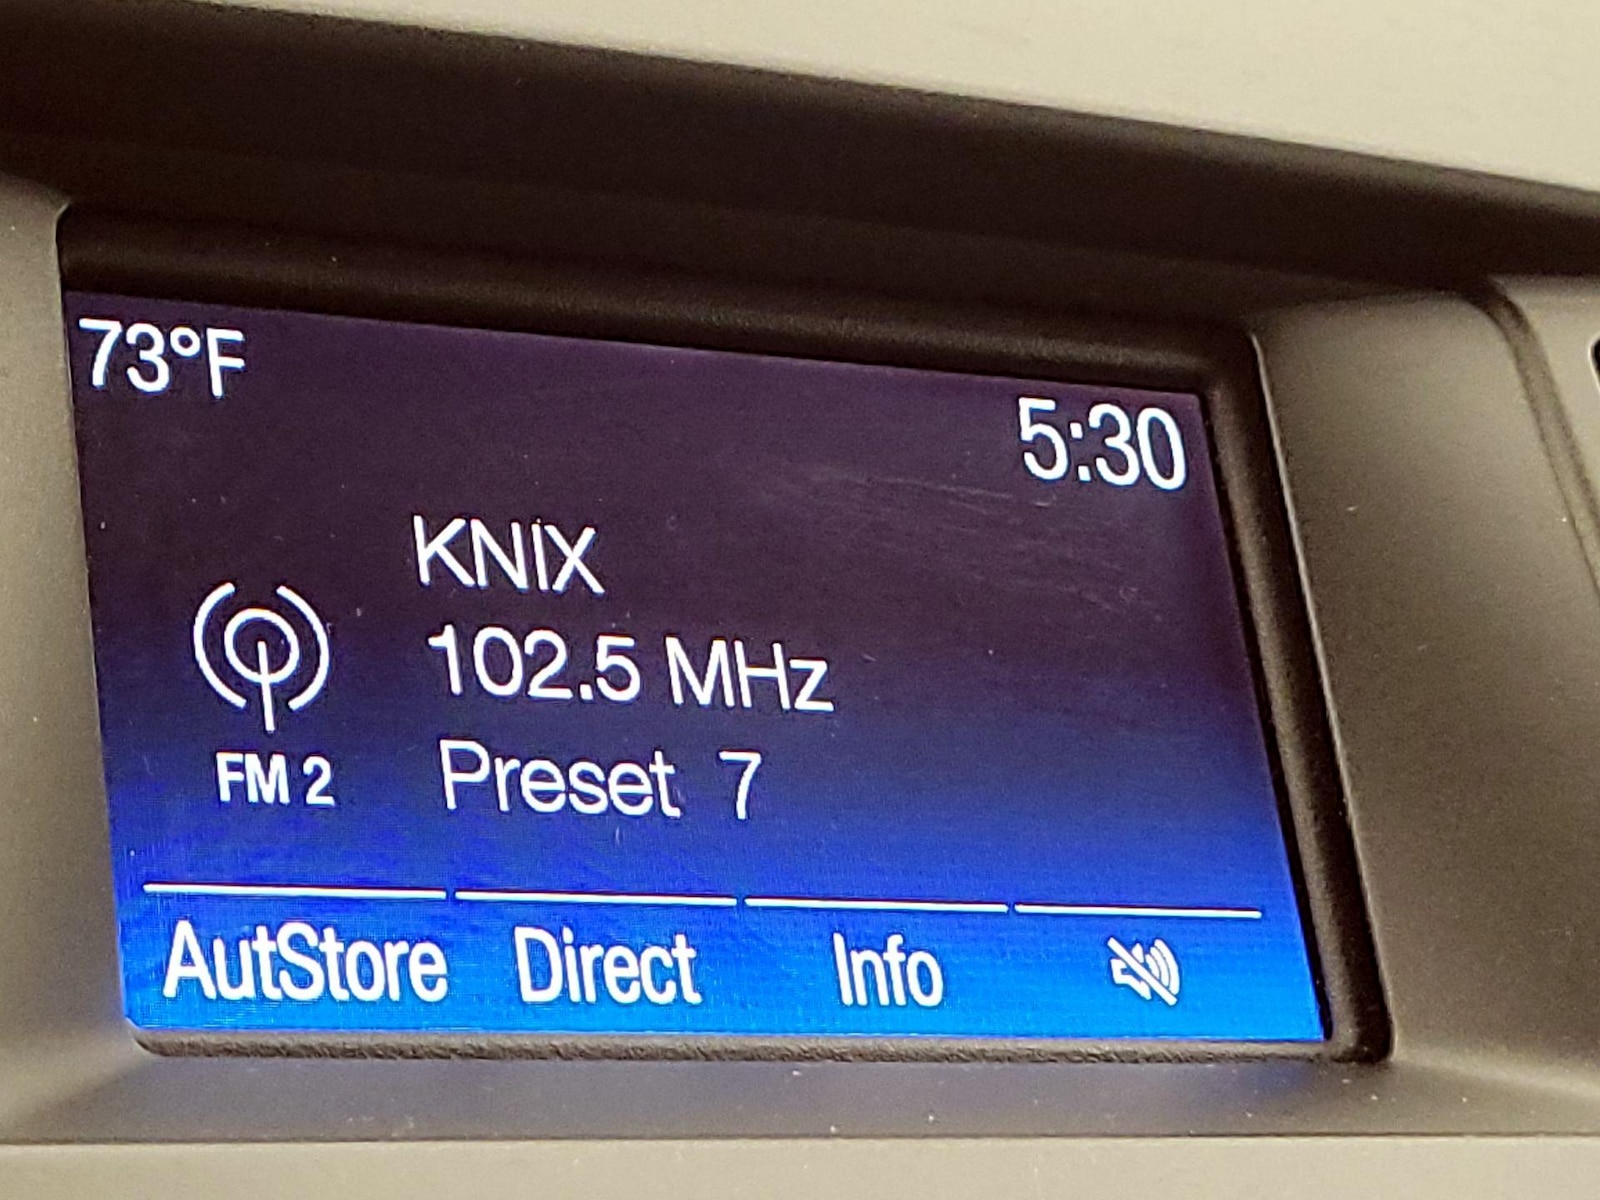 73°F
5:30
KNIX
102.5 MHz
FM 2
Preset 7
AutStore Direct Info